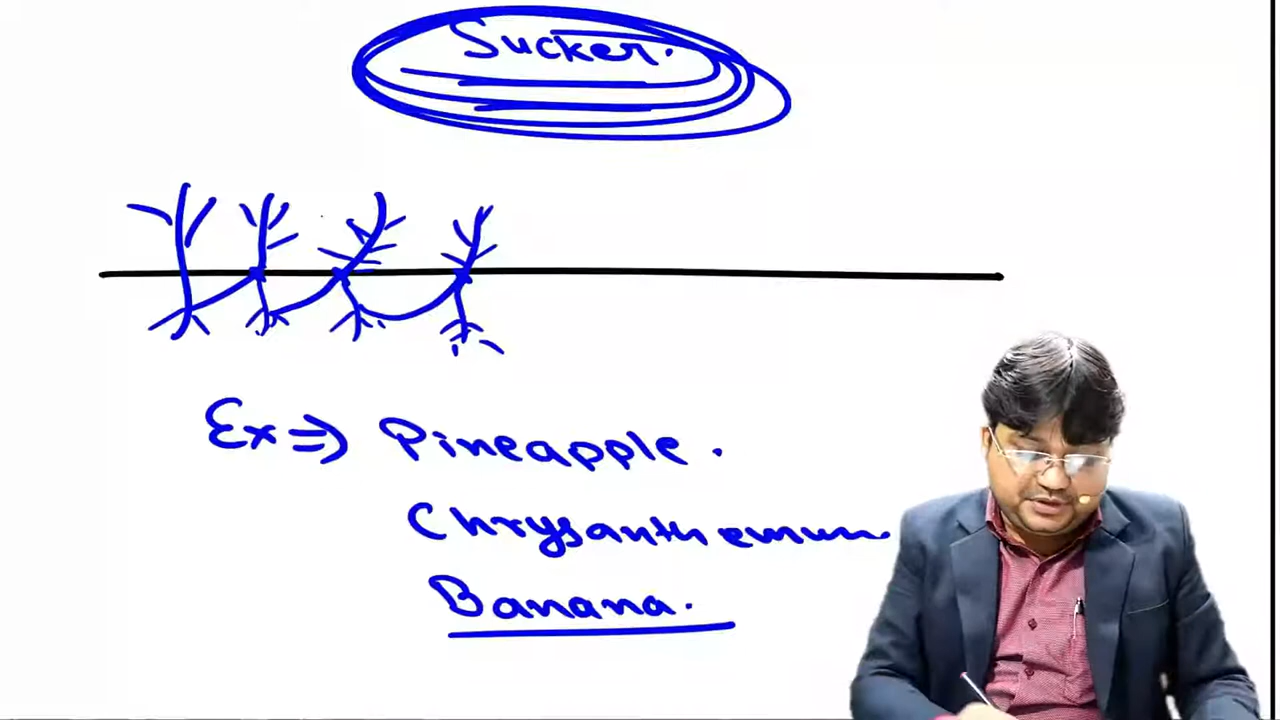 Sucker.
Ex ⇒ Pineapple.
Chrysanthemum
Banana.